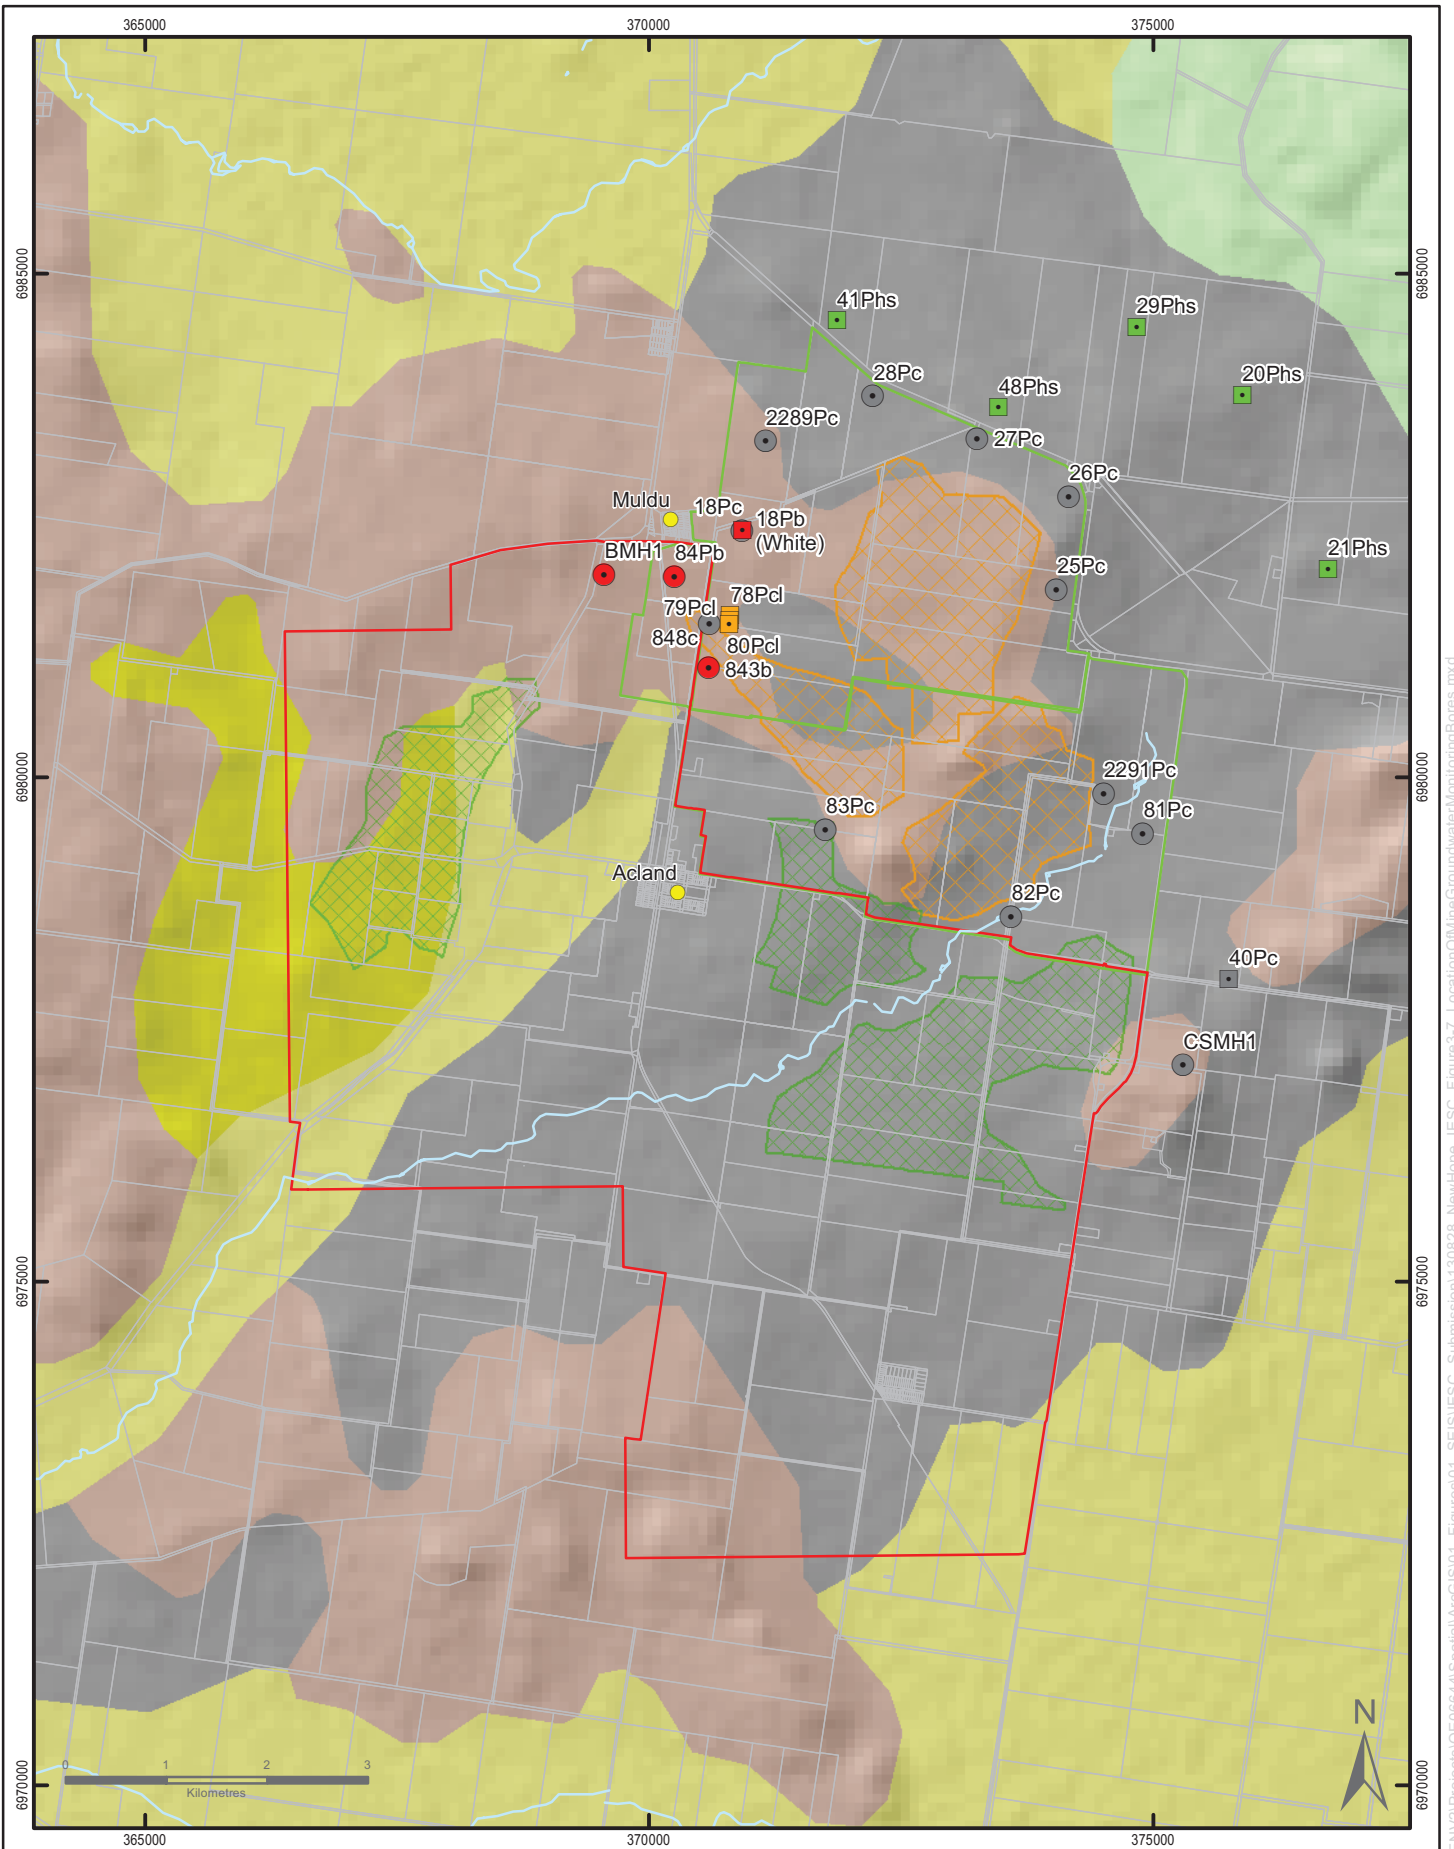 365000
370000
375000
6985000
6985000
41Phs
29Phs
28Pc
20Phs
48Phs
2289Pc
27Pc
26Pc
Muldu
18Pc
18Pb
(White)
BMH1
84Pb
21Phs
25Pc
78Pcl
79Pcl
848c
80Pcl
843b
6980000
6980000
2291Pc
83Pc
81Pc
Acland
82Pc
40Pc
CSMH1
6975000
6975000
N
0 1 2 3
Kilometres
6970000
6970000
365000
370000
375000